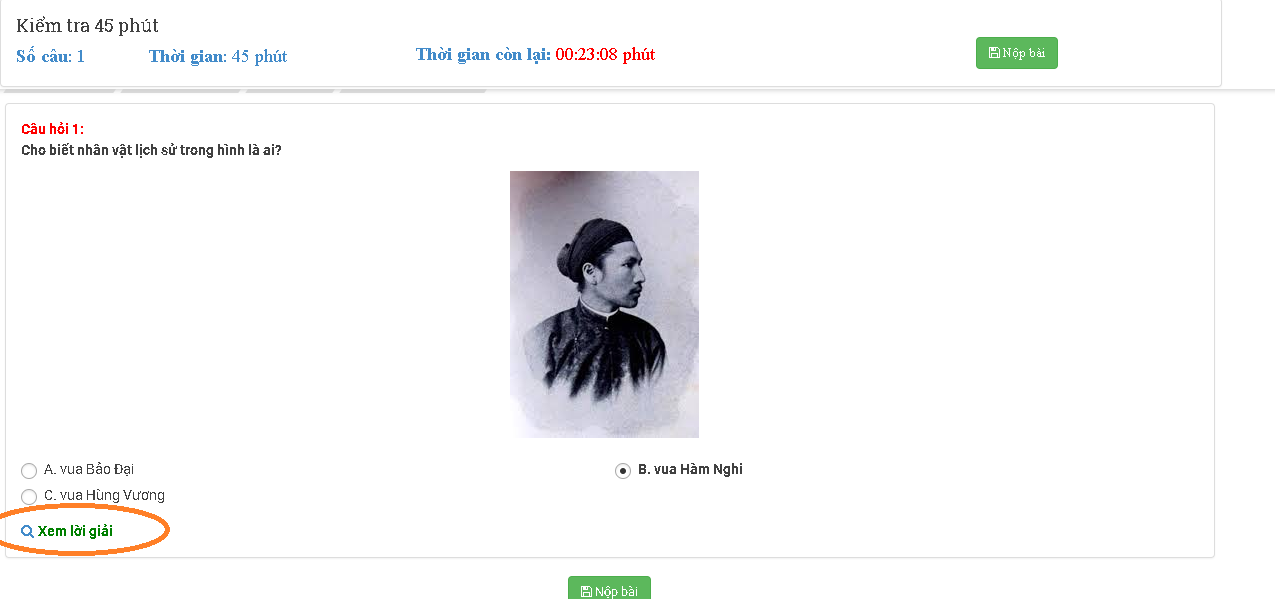 Kiểm tra 45 phút
Số câu: 1 Thời gian: 45 phút Thời gian còn lại: 00:23:08 phút Nộp bài
Câu hỏi 1:
Cho biết nhân vật lịch sử trong hình là ai?
A. vua Bảo Đại B. vua Hàm Nghi
C. vua Hùng Vương
Xem lời giải
Nộp bài